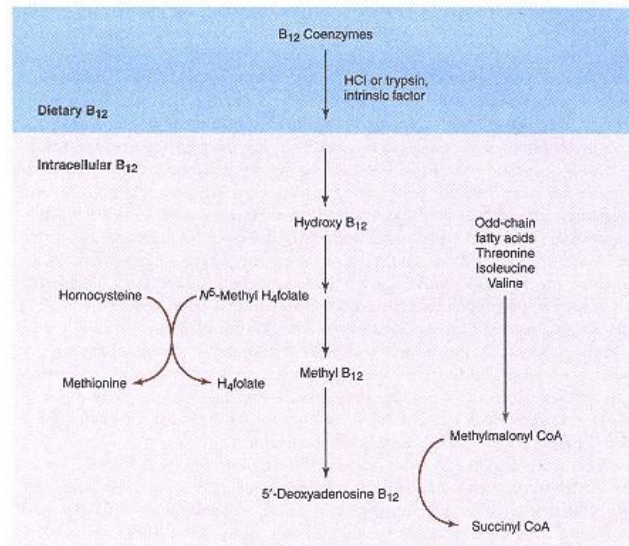 B12 Coenzymes
HCl or trypsin,
intrinsic factor
Dietary B12
Intracellular B12
Hydroxy B12
Odd-chain
fatty acids
Threonine
Isoleucine
Valine
Homocysteine
N5-Methyl H4folate
Methionine
H4folate
Methyl B12
Methylmalonyl CoA
5'-Deoxyadenosine B12
Succinyl CoA